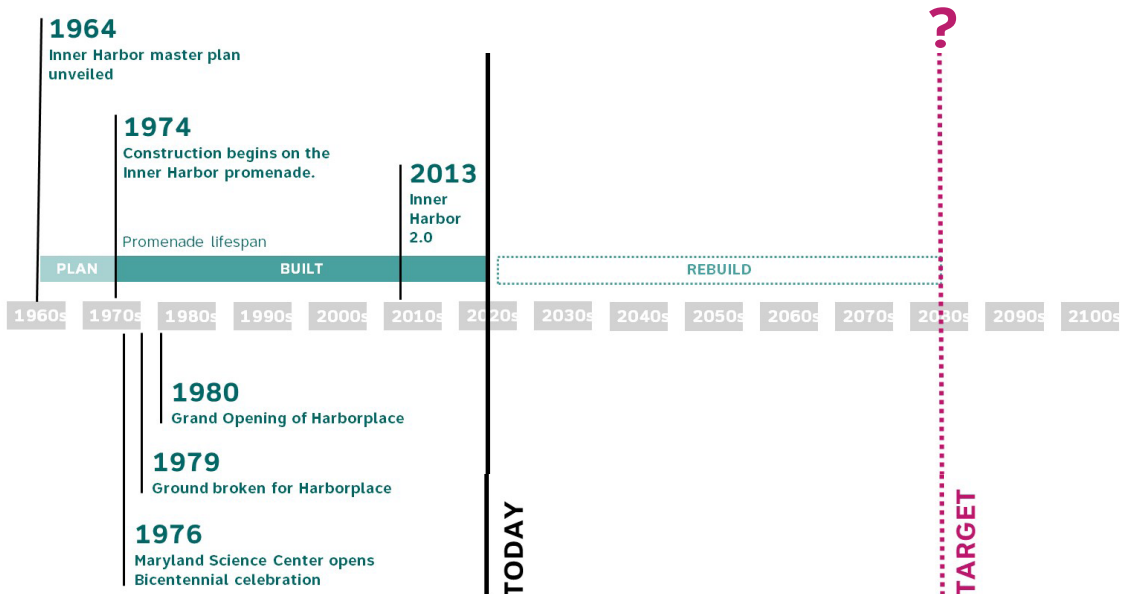 ?
1964
Inner Harbor master plan
unveiled
1974
Construction begins on the
Inner Harbor promenade.
2013
Inner
Harbor
2.0
Promenade lifespan
PLAN
BUILT
REBUILD
1960s
1970s
1980s
1990s
2000s
2010s
2020s
2030s
2040s
2050s
2060s
2070s
2080s
2090s
2100s
1980
Grand Opening of Harborplace
1979
Ground broken for Harborplace
1976
Maryland Science Center opens
Bicentennial celebration
TODAY
TARGET